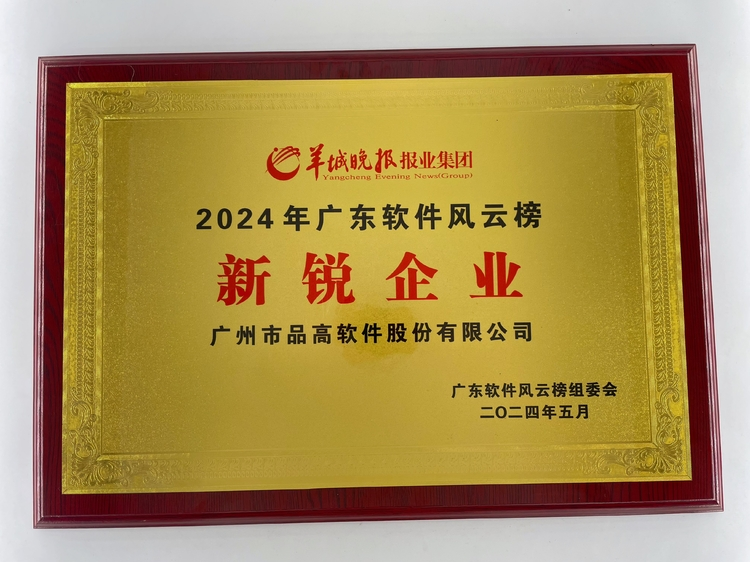 羊城晚报报业集团
Yangcheng Evening News(Group)
2024年广东软件风云榜
新锐企业
广州市品高软件股份有限公司
广东软件风云榜组委会
二〇二四年五月